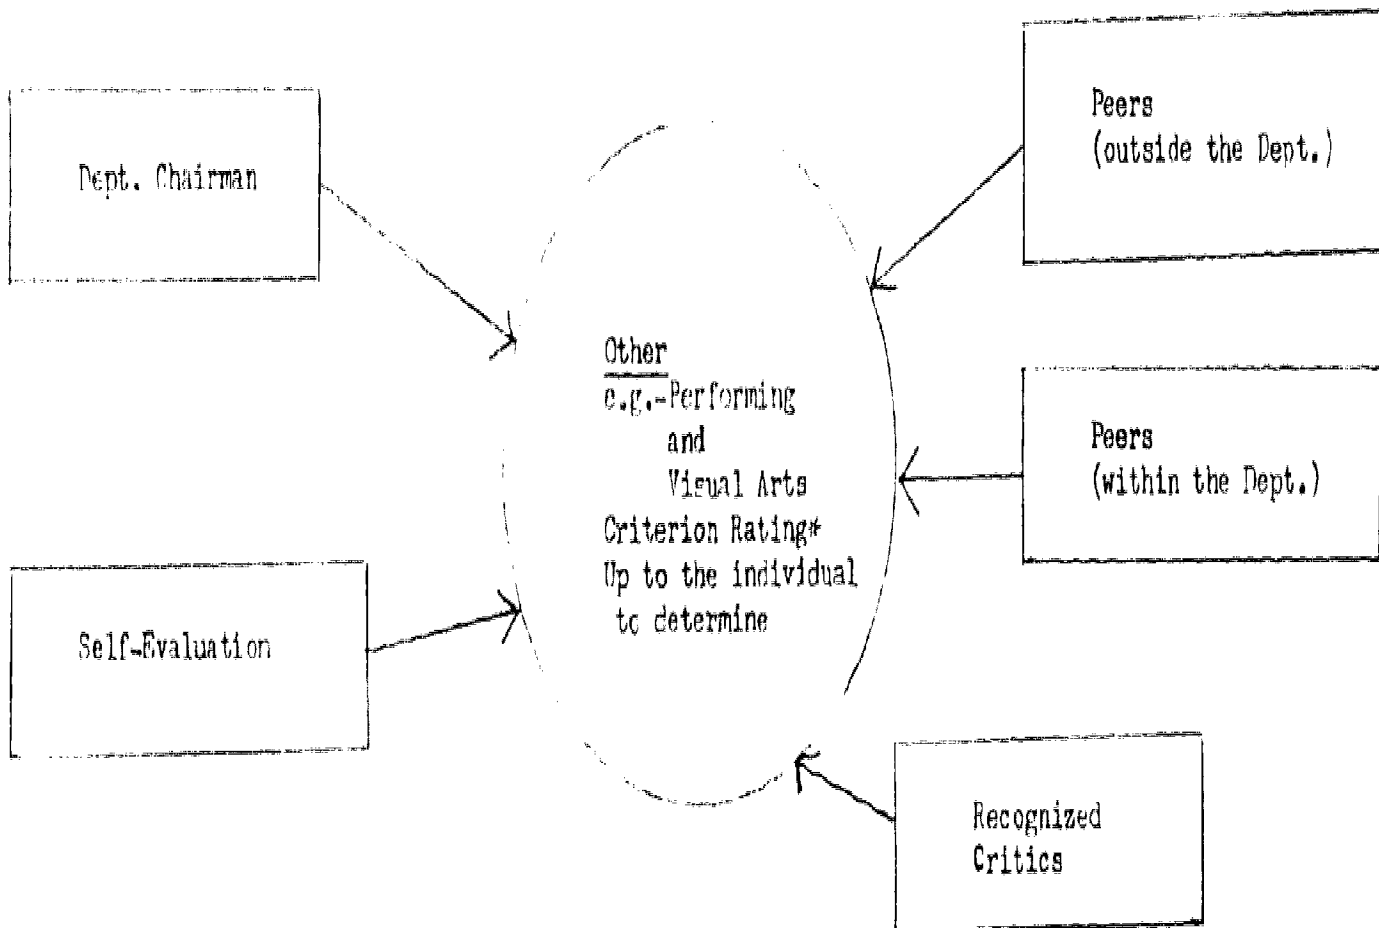 Dept. Chairman
Peers
(outside the Dept.)
Other
e.g.-Performing
and
Visual Arts
Criterion Rating*
Up to the individual
to determine
Peers
(within the Dept.)
Self-Evaluation
Recognized
Critics